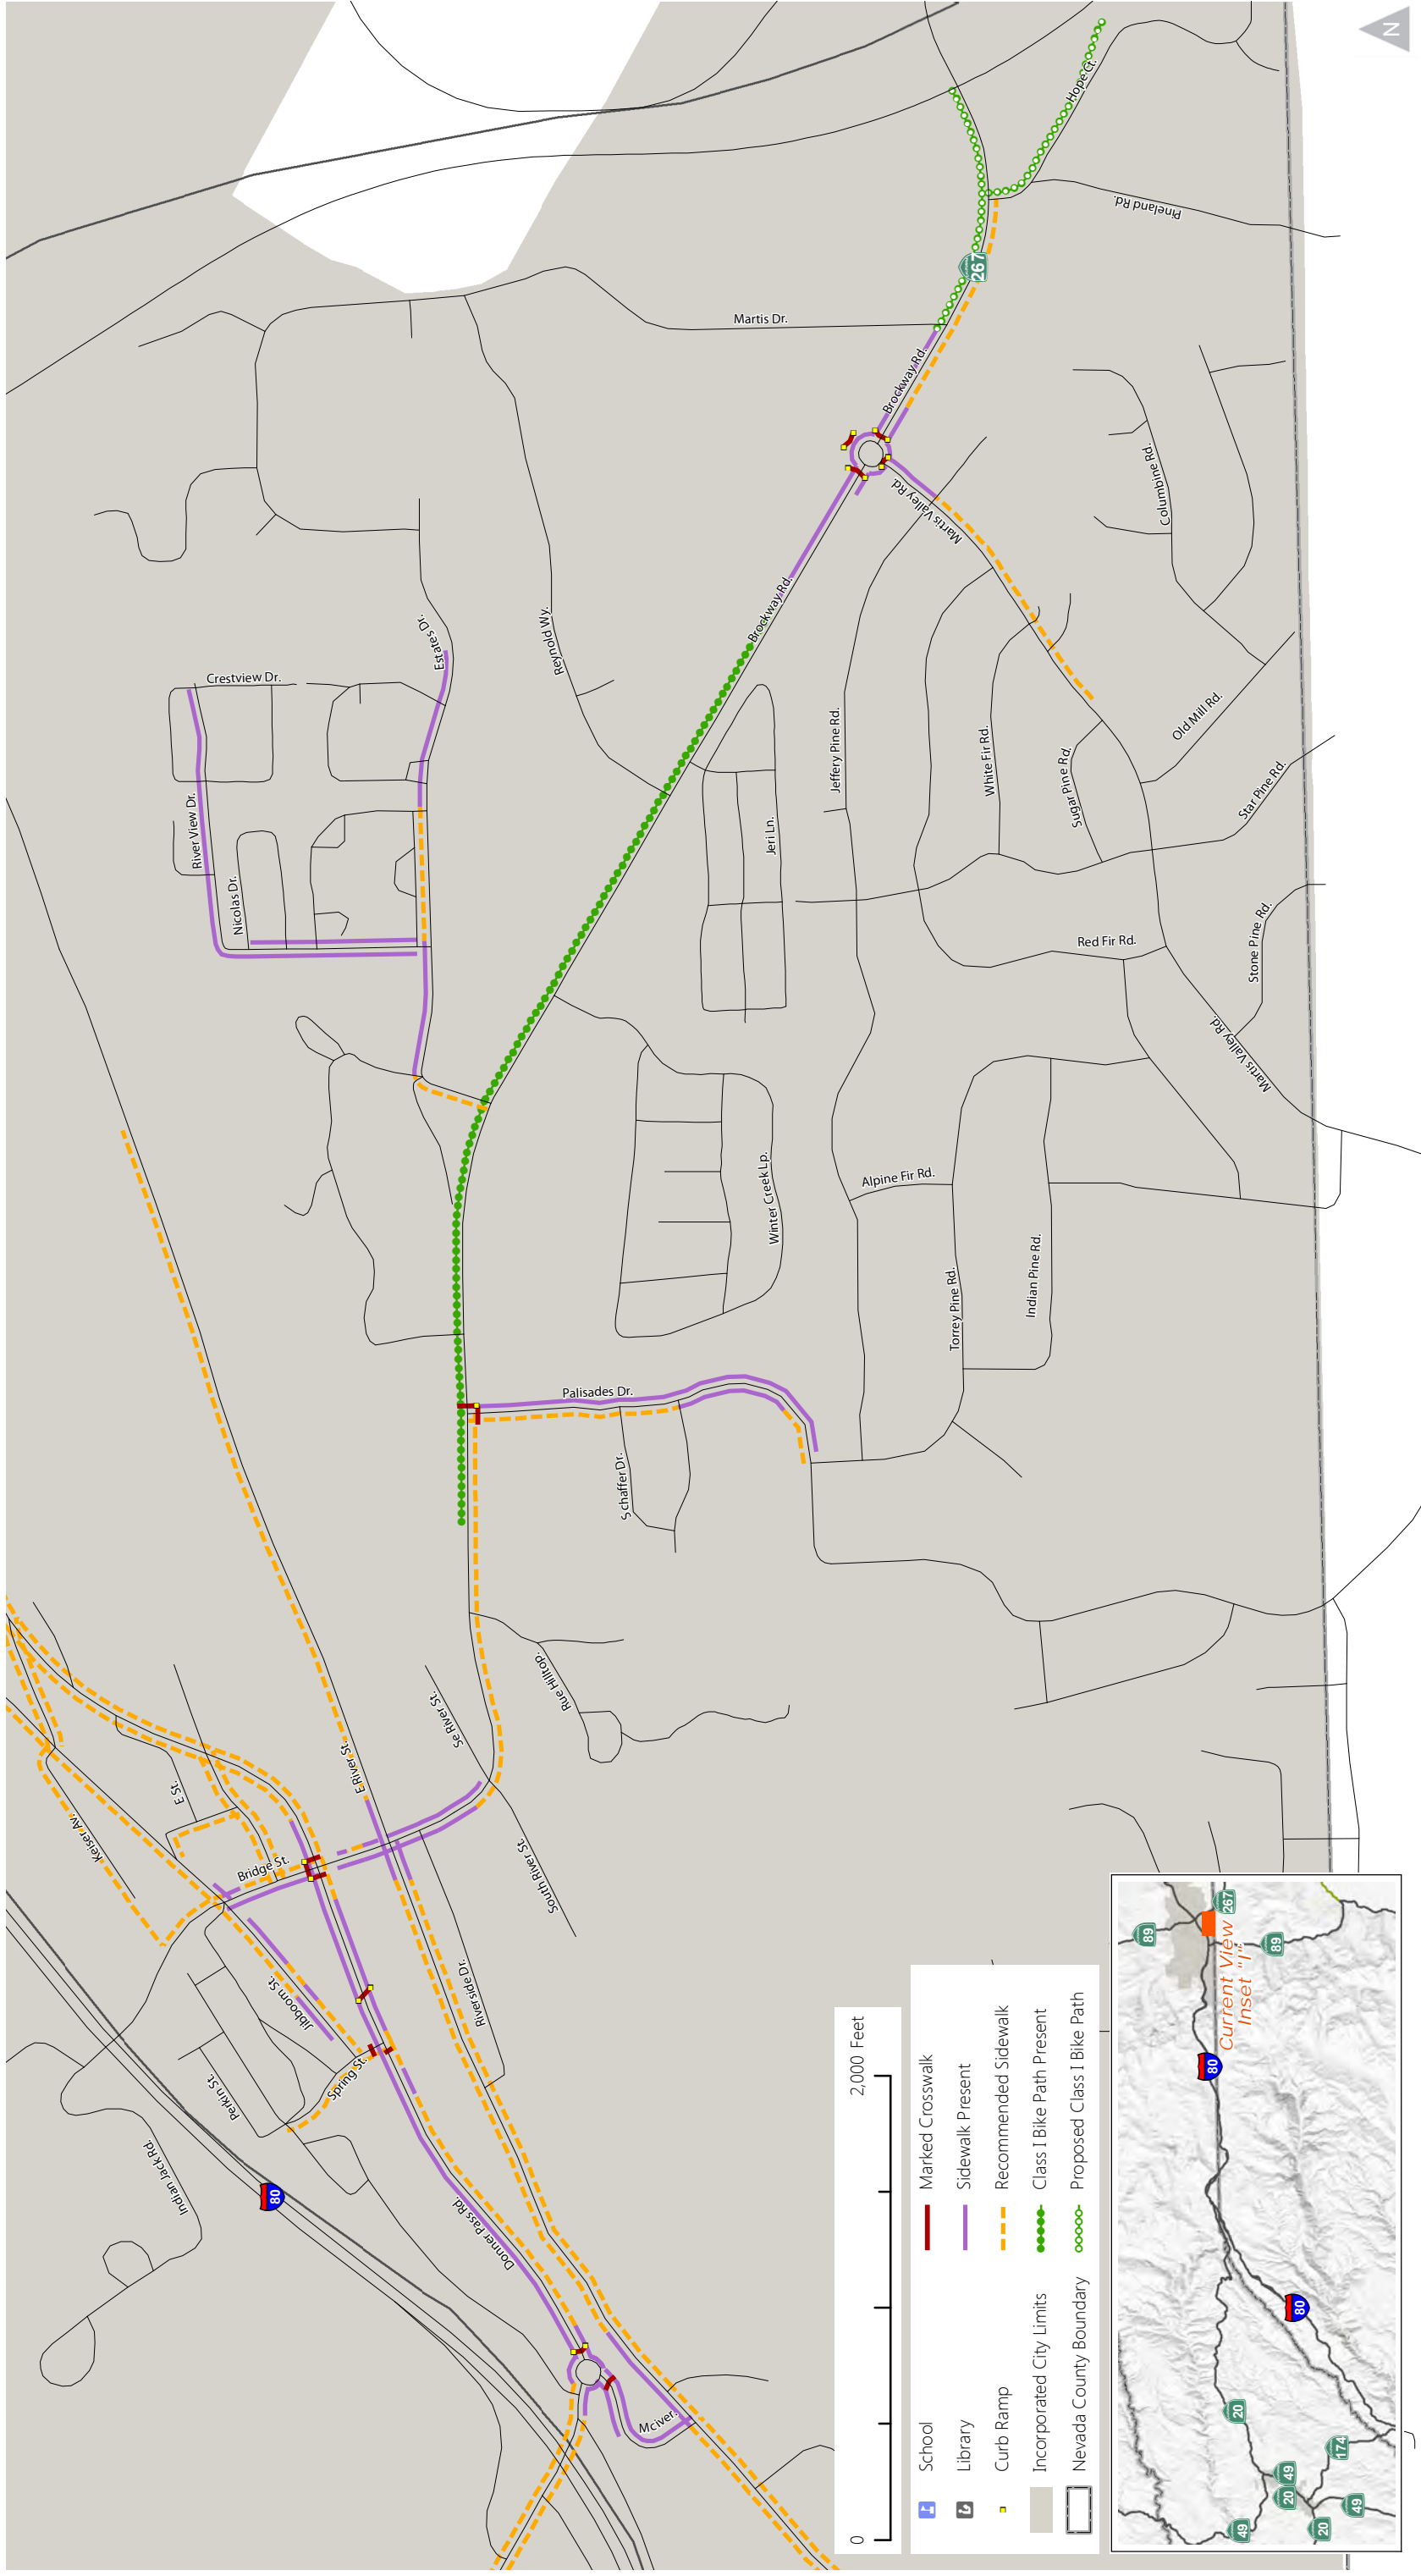 N
Hope Ct.
Pineland Rd.
267
Martis Dr.
Brockway Rd.
Martis Valley Rd.
Columbine Rd.
Brockway Rd.
Reynold Wy.
Estates Dr.
Crestview Dr.
River View Dr.
Nicolas Dr.
Jeffery Pine Rd.
White Fir Rd.
Sugar Pine Rd.
Old Mill Rd.
Star Pine Rd.
Jeri Ln.
Red Fir Rd.
Stone Pine Rd.
Martis Valley Rd.
Winter Creek Lp.
Alpine Fir Rd.
Torrey Pine Rd.
Indian Pine Rd.
Palisades Dr.
Schaffer Dr.
Rue Hilltop.
Se River St.
E River St.
E St.
Keiser Av.
Bridge St.
South River St.
Riverside Dr.
Jibboom St.
Spring St.
Perkin St.
Indian Jack Rd.
80
Donner Pass Rd.
Mciver.
0
2,000 Feet
School
Library
Curb Ramp
Incorporated City Limits
Nevada County Boundary
Marked Crosswalk
Sidewalk Present
Recommended Sidewalk
Class I Bike Path Present
Proposed Class I Bike Path
Current View
Inset "I"
89
267
89
80
80
20
174
49
20
49
49
20